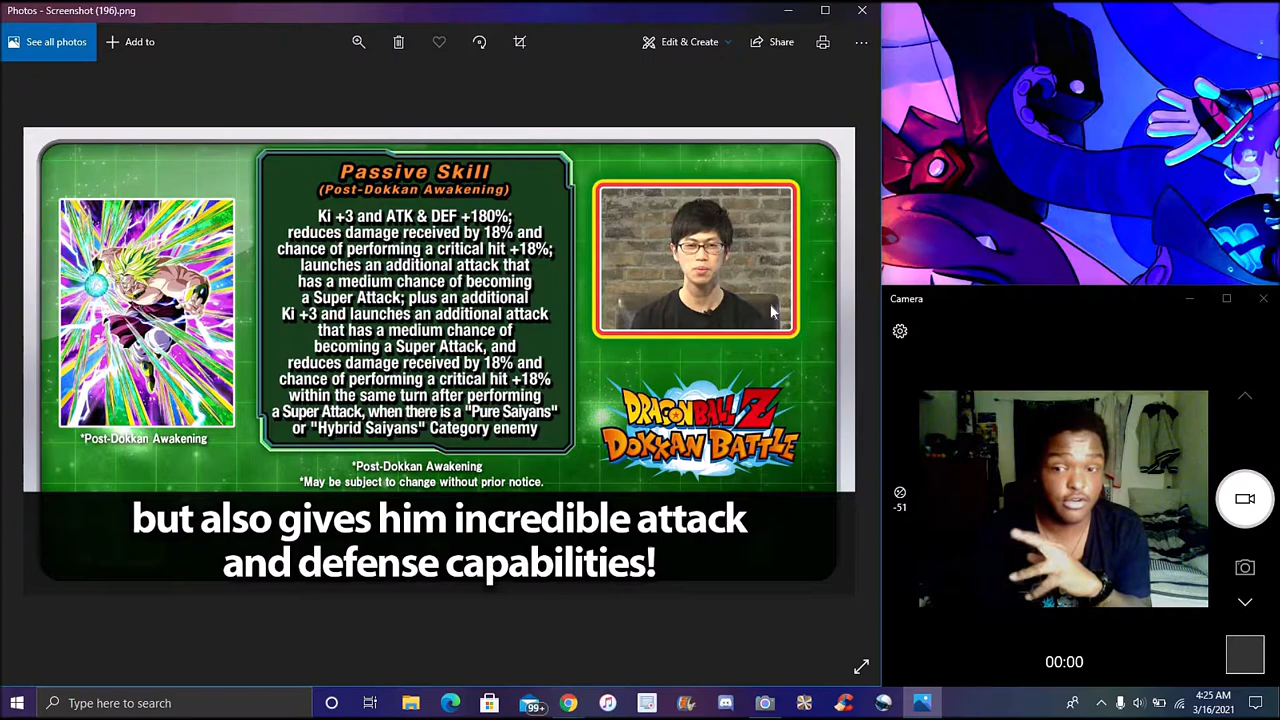 Photos - Screenshot (196).png
See all photos
Add to
Edit & Create
Share
Passive Skill
(Post-Dokkan Awakening)
Ki +3 and ATK & DEF +180%;
reduces damage received by 18% and
chance of performing a critical hit +18%;
launches an additional attack that
has a medium chance of becoming
a Super Attack; plus an additional
Ki +3 and launches an additional attack
that has a medium chance of
becoming a Super Attack, and
reduces damage received by 18% and
chance of performing a critical hit +18%
within the same turn after performing
a Super Attack, when there is a "Pure Saiyans"
or "Hybrid Saiyans" Category enemy
*Post-Dokkan Awakening
*Post-Dokkan Awakening
*May be subject to change without prior notice.
DRAGON BALL Z
DOKKAN BATTLE
but also gives him incredible attack
and defense capabilities!
Camera
-51
00:00
Type here to search
99+
4:25 AM
3/16/2021